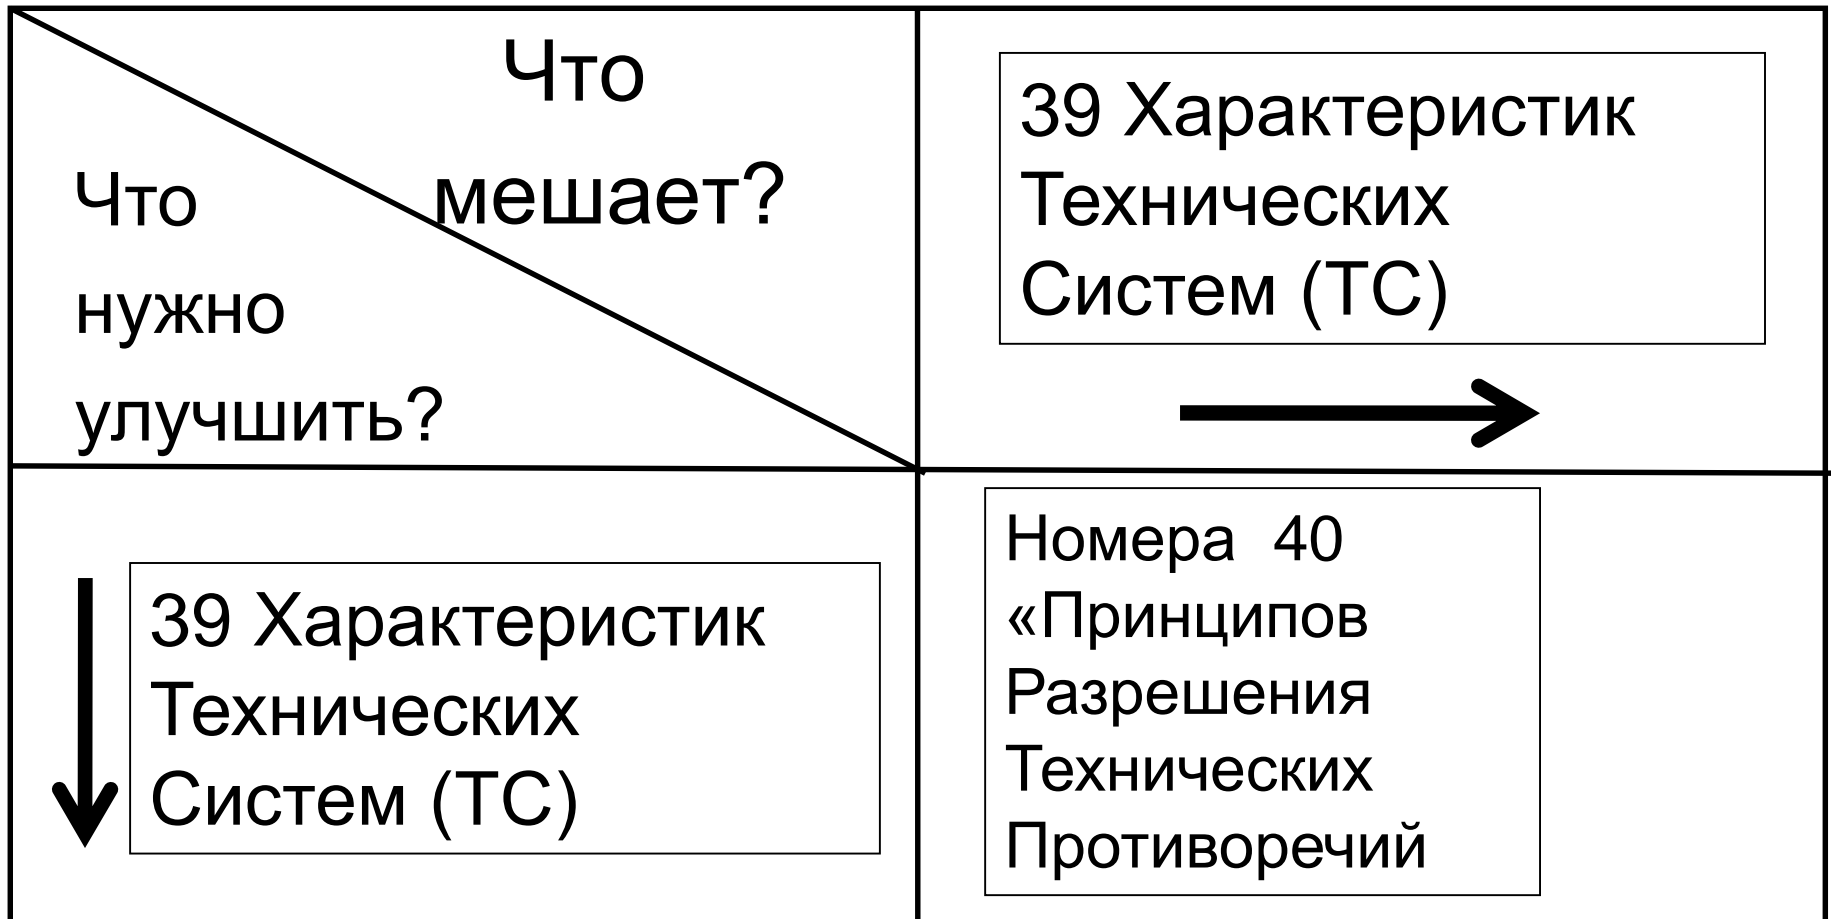 Что
мешает?
Что
нужно
улучшить?
39 Характеристик
Технических
Систем (ТС)
39 Характеристик
Технических
Систем (ТС)
Номера 40
«Принципов
Разрешения
Технических
Противоречий